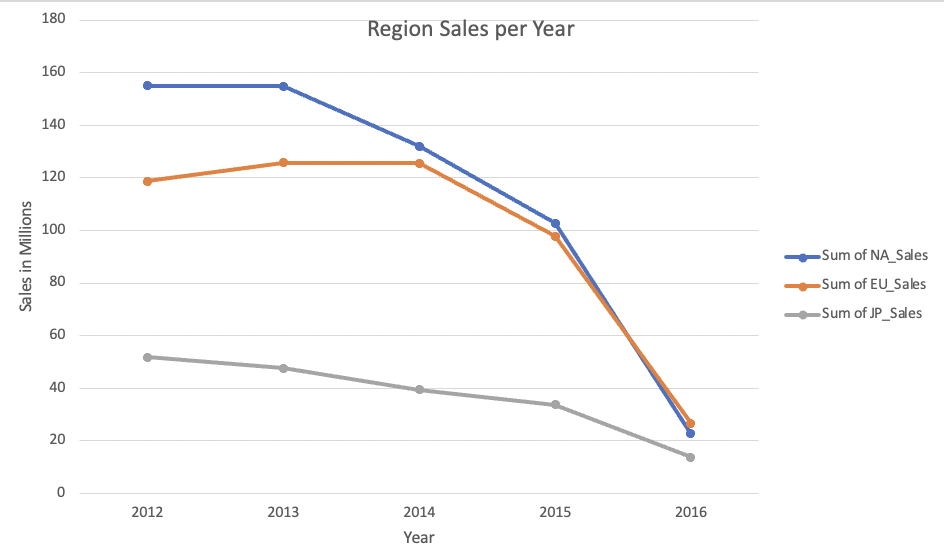 Region Sales per Year
180
160
140
120
100
80
60
40
20
0
Sales in Millions
2012 2013 2014 2015 2016
Year
Sum of NA_Sales
Sum of EU_Sales
Sum of JP_Sales